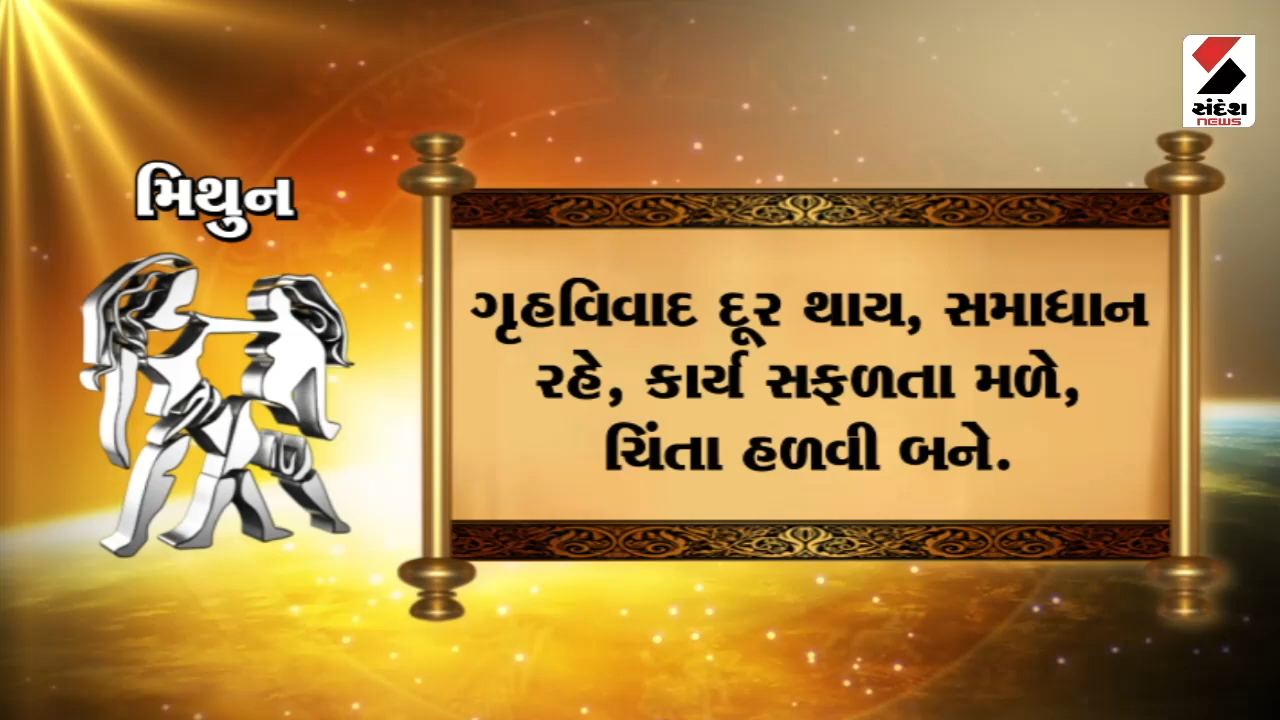 સંદેશ
NEWS
મિથુન
ગૃહવિવાદ દૂર થાય, સમાધાન
રહે, કાર્ય સફળતા મળે,
ચિંતા હળવી બને.